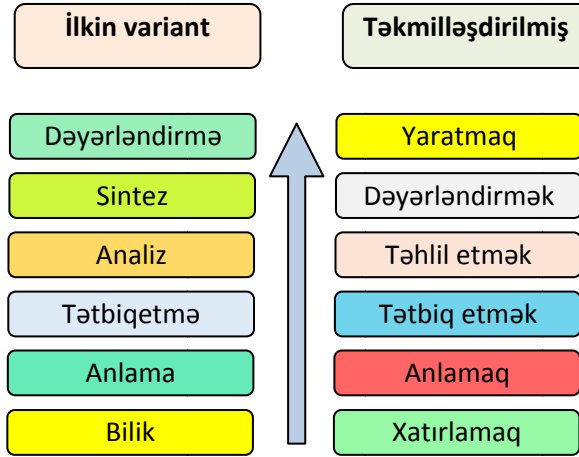 İlkin variant
Təkmilləşdirilmiş
Dəyərləndirmə
Yaratmaq
Sintez
Dəyərləndirmək
Analiz
Təhlil etmək
Tətbiqetmə
Tətbiq etmək
Anlama
Anlamaq
Bilik
Xatırlamaq